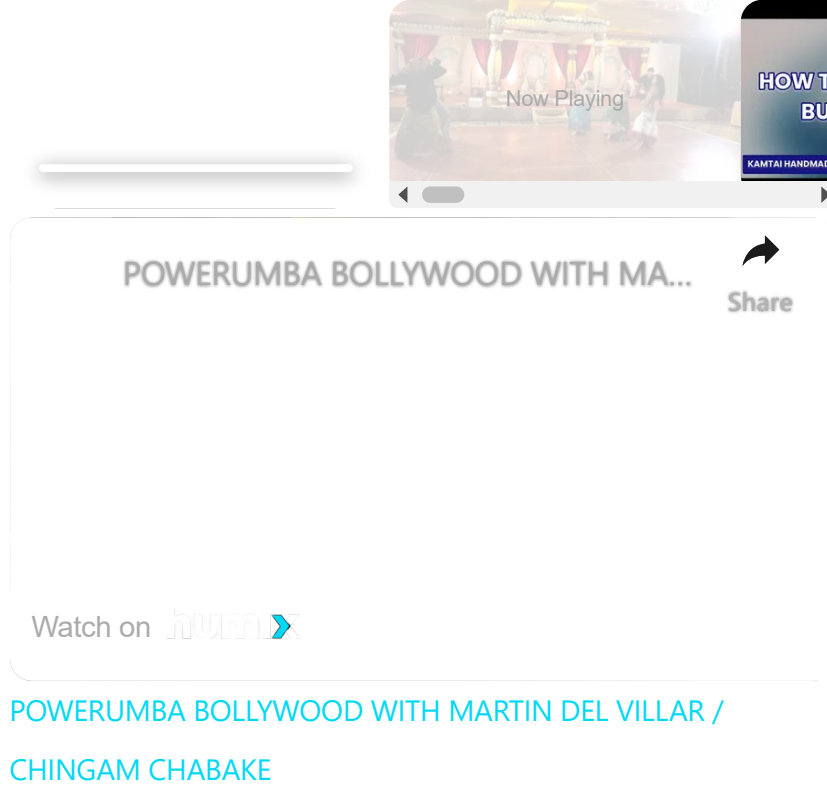 Now Playing
HOW T
BU
KAMTAI HANDMAD
POWERUMBA BOLLYWOOD WITH MA...
Share
Watch on humix
POWERUMBA BOLLYWOOD WITH MARTIN DEL VILLAR /
CHINGAM CHABAKE